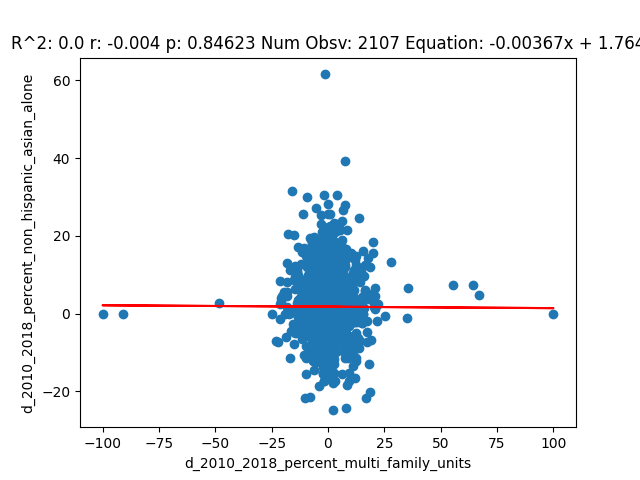 R^2: 0.0 r: -0.004 p: 0.84623 Num Obsv: 2107 Equation: -0.00367x + 1.764
60
40
20
0
−20
d_2010_2018_percent_non_hispanic_asian_alone
−100 −75 −50 −25 0 25 50 75 100
d_2010_2018_percent_multi_family_units